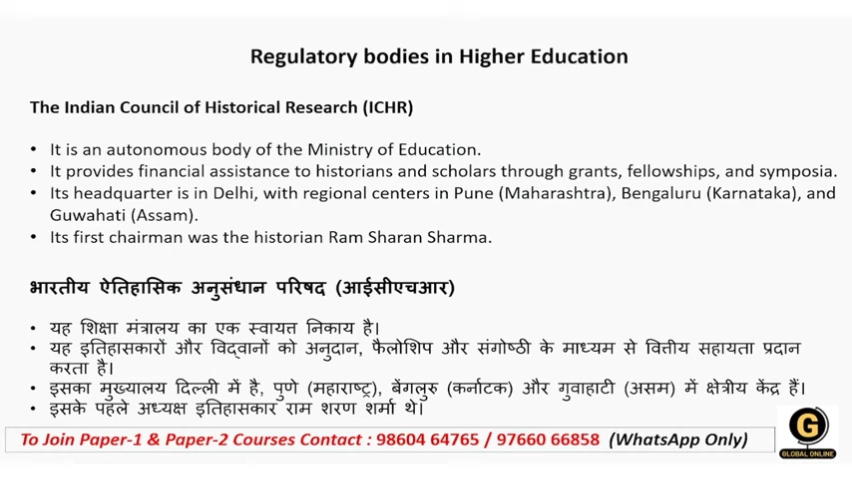 Regulatory bodies in Higher Education
The Indian Council of Historical Research (ICHR)
• It is an autonomous body of the Ministry of Education.
• It provides financial assistance to historians and scholars through grants, fellowships, and symposia.
• Its headquarter is in Delhi, with regional centers in Pune (Maharashtra), Bengaluru (Karnataka), and
Guwahati (Assam).
• Its first chairman was the historian Ram Sharan Sharma.
भारतीय ऐतिहासिक अनुसंधान परिषद (आईसीएचआर)
• यह शिक्षा मंत्रालय का एक स्वायत्त निकाय है।
• यह इतिहासकारों और विद्वानों को अनुदान, फैलोशिप और संगोष्ठी के माध्यम से वित्तीय सहायता प्रदान
करता है।
• इसका मुख्यालय दिल्ली में है, पुणे (महाराष्ट्र), बेंगलुरु (कर्नाटक) और गुवाहाटी (असम) में क्षेत्रीय केंद्र हैं।
• इसके पहले अध्यक्ष इतिहासकार राम शरण शर्मा थे।
To Join Paper-1 & Paper-2 Courses Contact : 98604 64765 / 97660 66858 (WhatsApp Only)
G
GLOBAL ONLINE